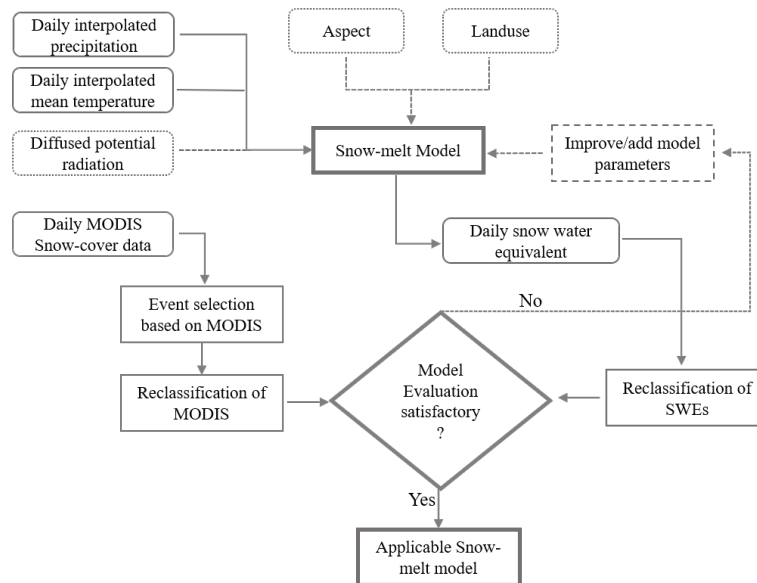 Daily interpolated
precipitation
Aspect
Landuse
Daily interpolated
mean temperature
Diffused potential
radiation
Snow-melt Model
Improve/add model
parameters
Daily MODIS
Snow-cover data
Daily snow water
equivalent
Event selection
based on MODIS
No
Reclassification of
MODIS
Model
Evaluation
satisfactory
?
Reclassification of
SWEs
Yes
Applicable Snow-
melt model